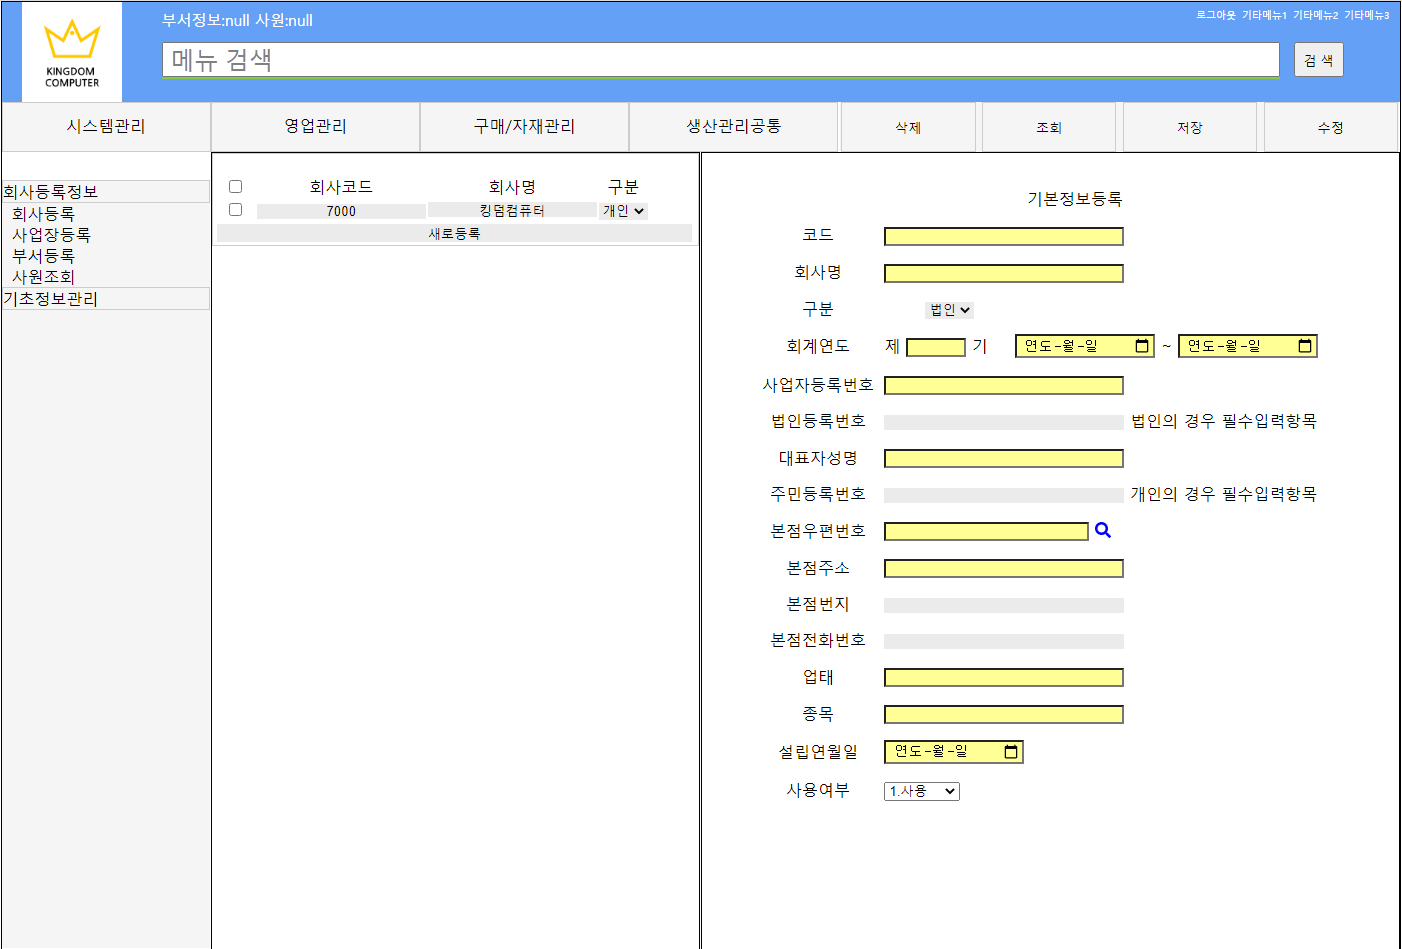 부서정보:null 사원:null
로그아웃 기타메뉴1 기타메뉴2 기타메뉴3
KINGDOM
COMPUTER
메뉴 검색
검 색
시스템관리 영업관리 구매/자재관리 생산관리공통 삭제 조회 저장 수정
회사등록정보
회사등록
사업장등록
부서등록
사원조회
기초정보관리
회사코드 회사명 구분
7000 킹덤컴퓨터 개인
새로등록
기본정보등록
코드
회사명
구분 법인
회계연도 제 기 연도-월-일 ~ 연도-월-일
사업자등록번호
법인등록번호 법인의 경우 필수입력항목
대표자성명
주민등록번호 개인의 경우 필수입력항목
본점우편번호
본점주소
본점번지
본점전화번호
업태
종목
설립연월일 연도-월-일
사용여부 1.사용